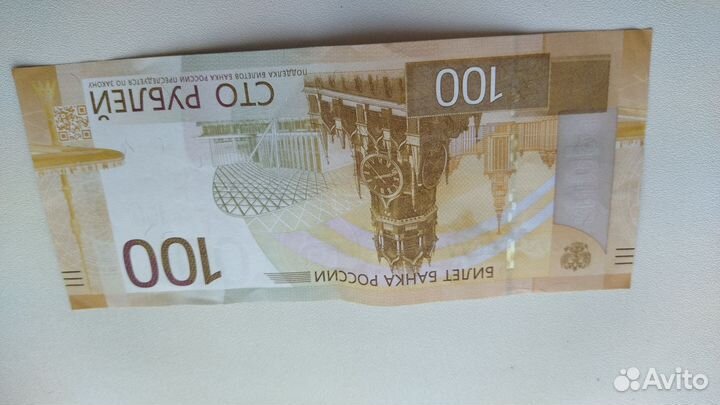 БИЛЕТ БАНКА РОССИИ
100
100
СТО РУБЛЕЙ
ПОДДЕЛКА БИЛЕТОВ БАНКА РОССИИ ПРЕСЛЕДУЕТСЯ ПО ЗАКОНУ
Avito